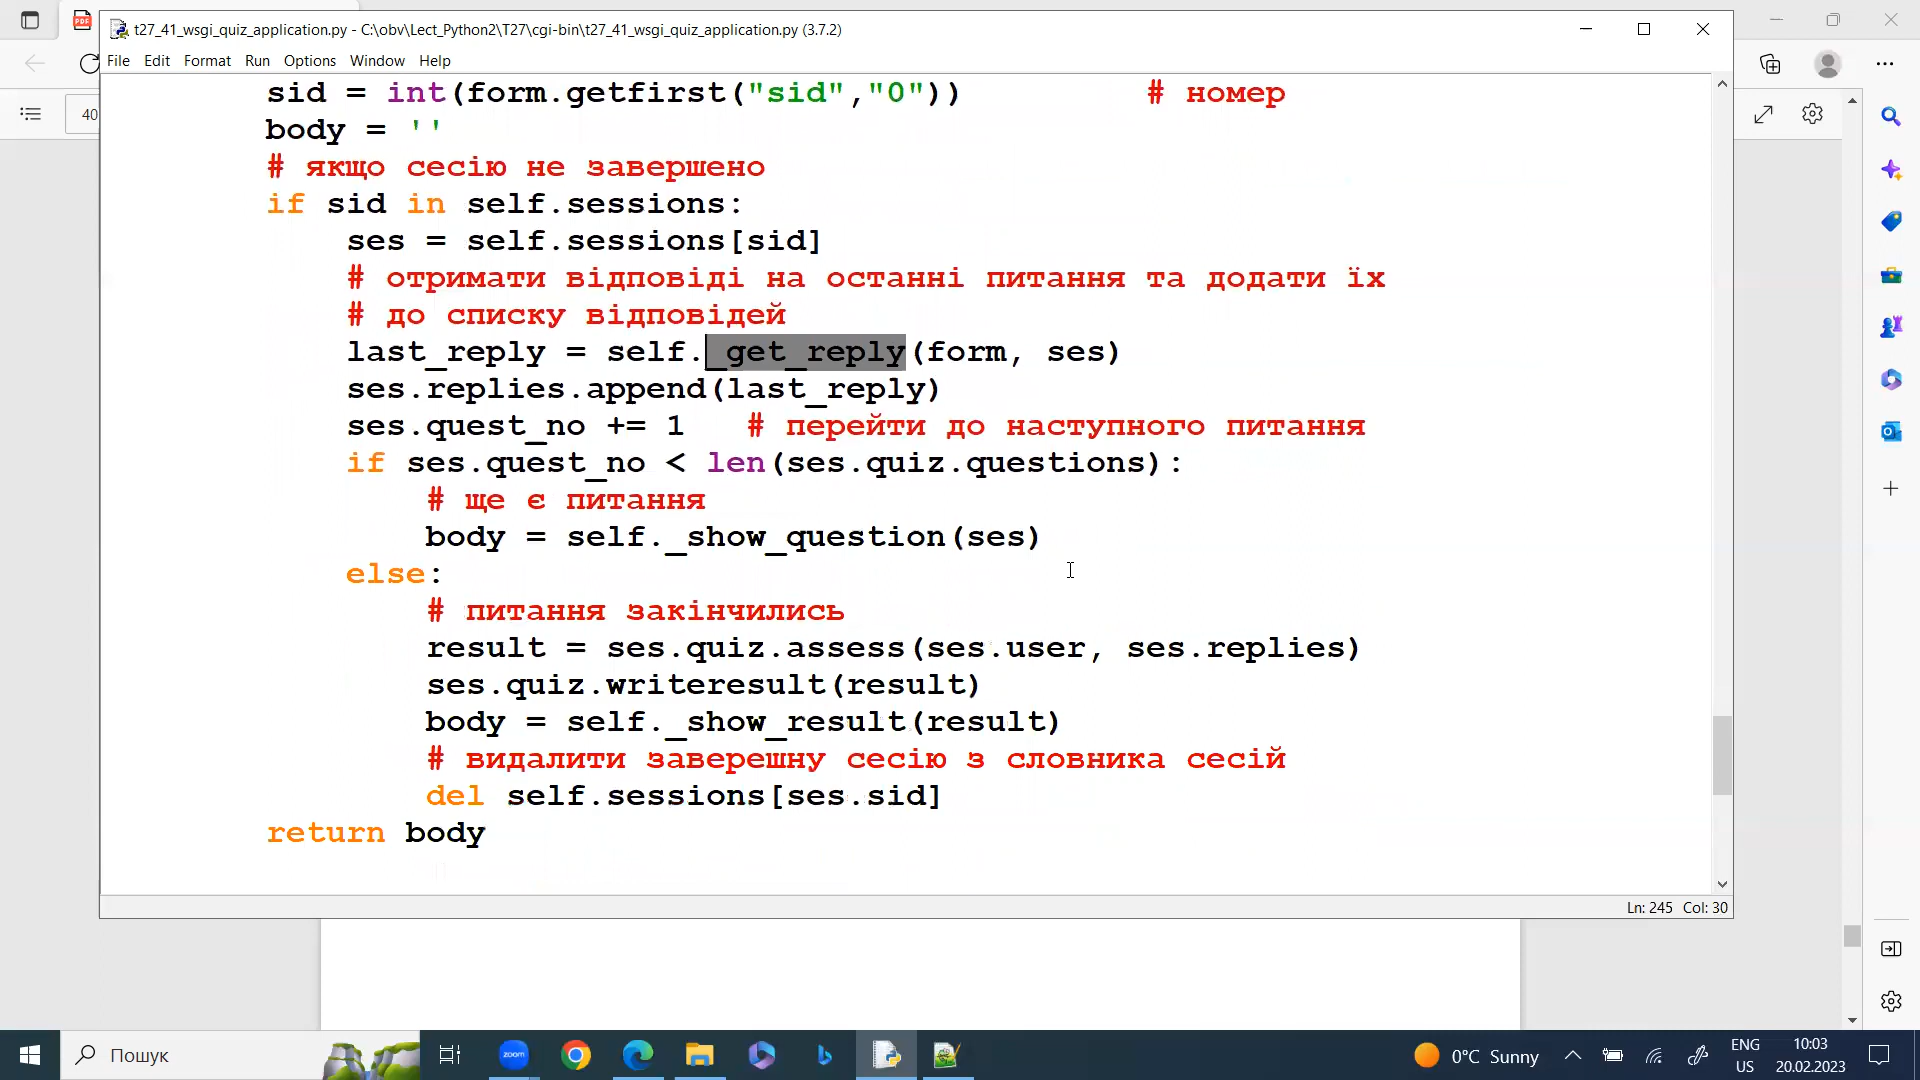 t27_41_wsgi_quiz_application.py - C:\obv\Lect_Python2\T27\cgi-bin\t27_41_wsgi_quiz_application.py (3.7.2)
File Edit Format Run Options Window Help
40
sid = int(form.getfirst("sid","0")) # номер
body = ''
# якщо сесію не завершено
if sid in self.sessions:
ses = self.sessions[sid]
# отримати відповіді на останні питання та додати їх
# до списку відповідей
last_reply = self._get_reply(form, ses)
ses.replies.append(last_reply)
ses.quest_no += 1 # перейти до наступного питання
if ses.quest_no < len(ses.quiz.questions):
# ще є питання
body = self._show_question(ses)
else:
# питання закінчились
result = ses.quiz.assess(ses.user, ses.replies)
ses.quiz.writeresult(result)
body = self._show_result(result)
# видалити заверешну сесію з словника сесій
del self.sessions[ses.sid]
return body
Ln: 245 Col: 30
Пошук
zoom
0°C Sunny
ENG
US
10:03
20.02.2023